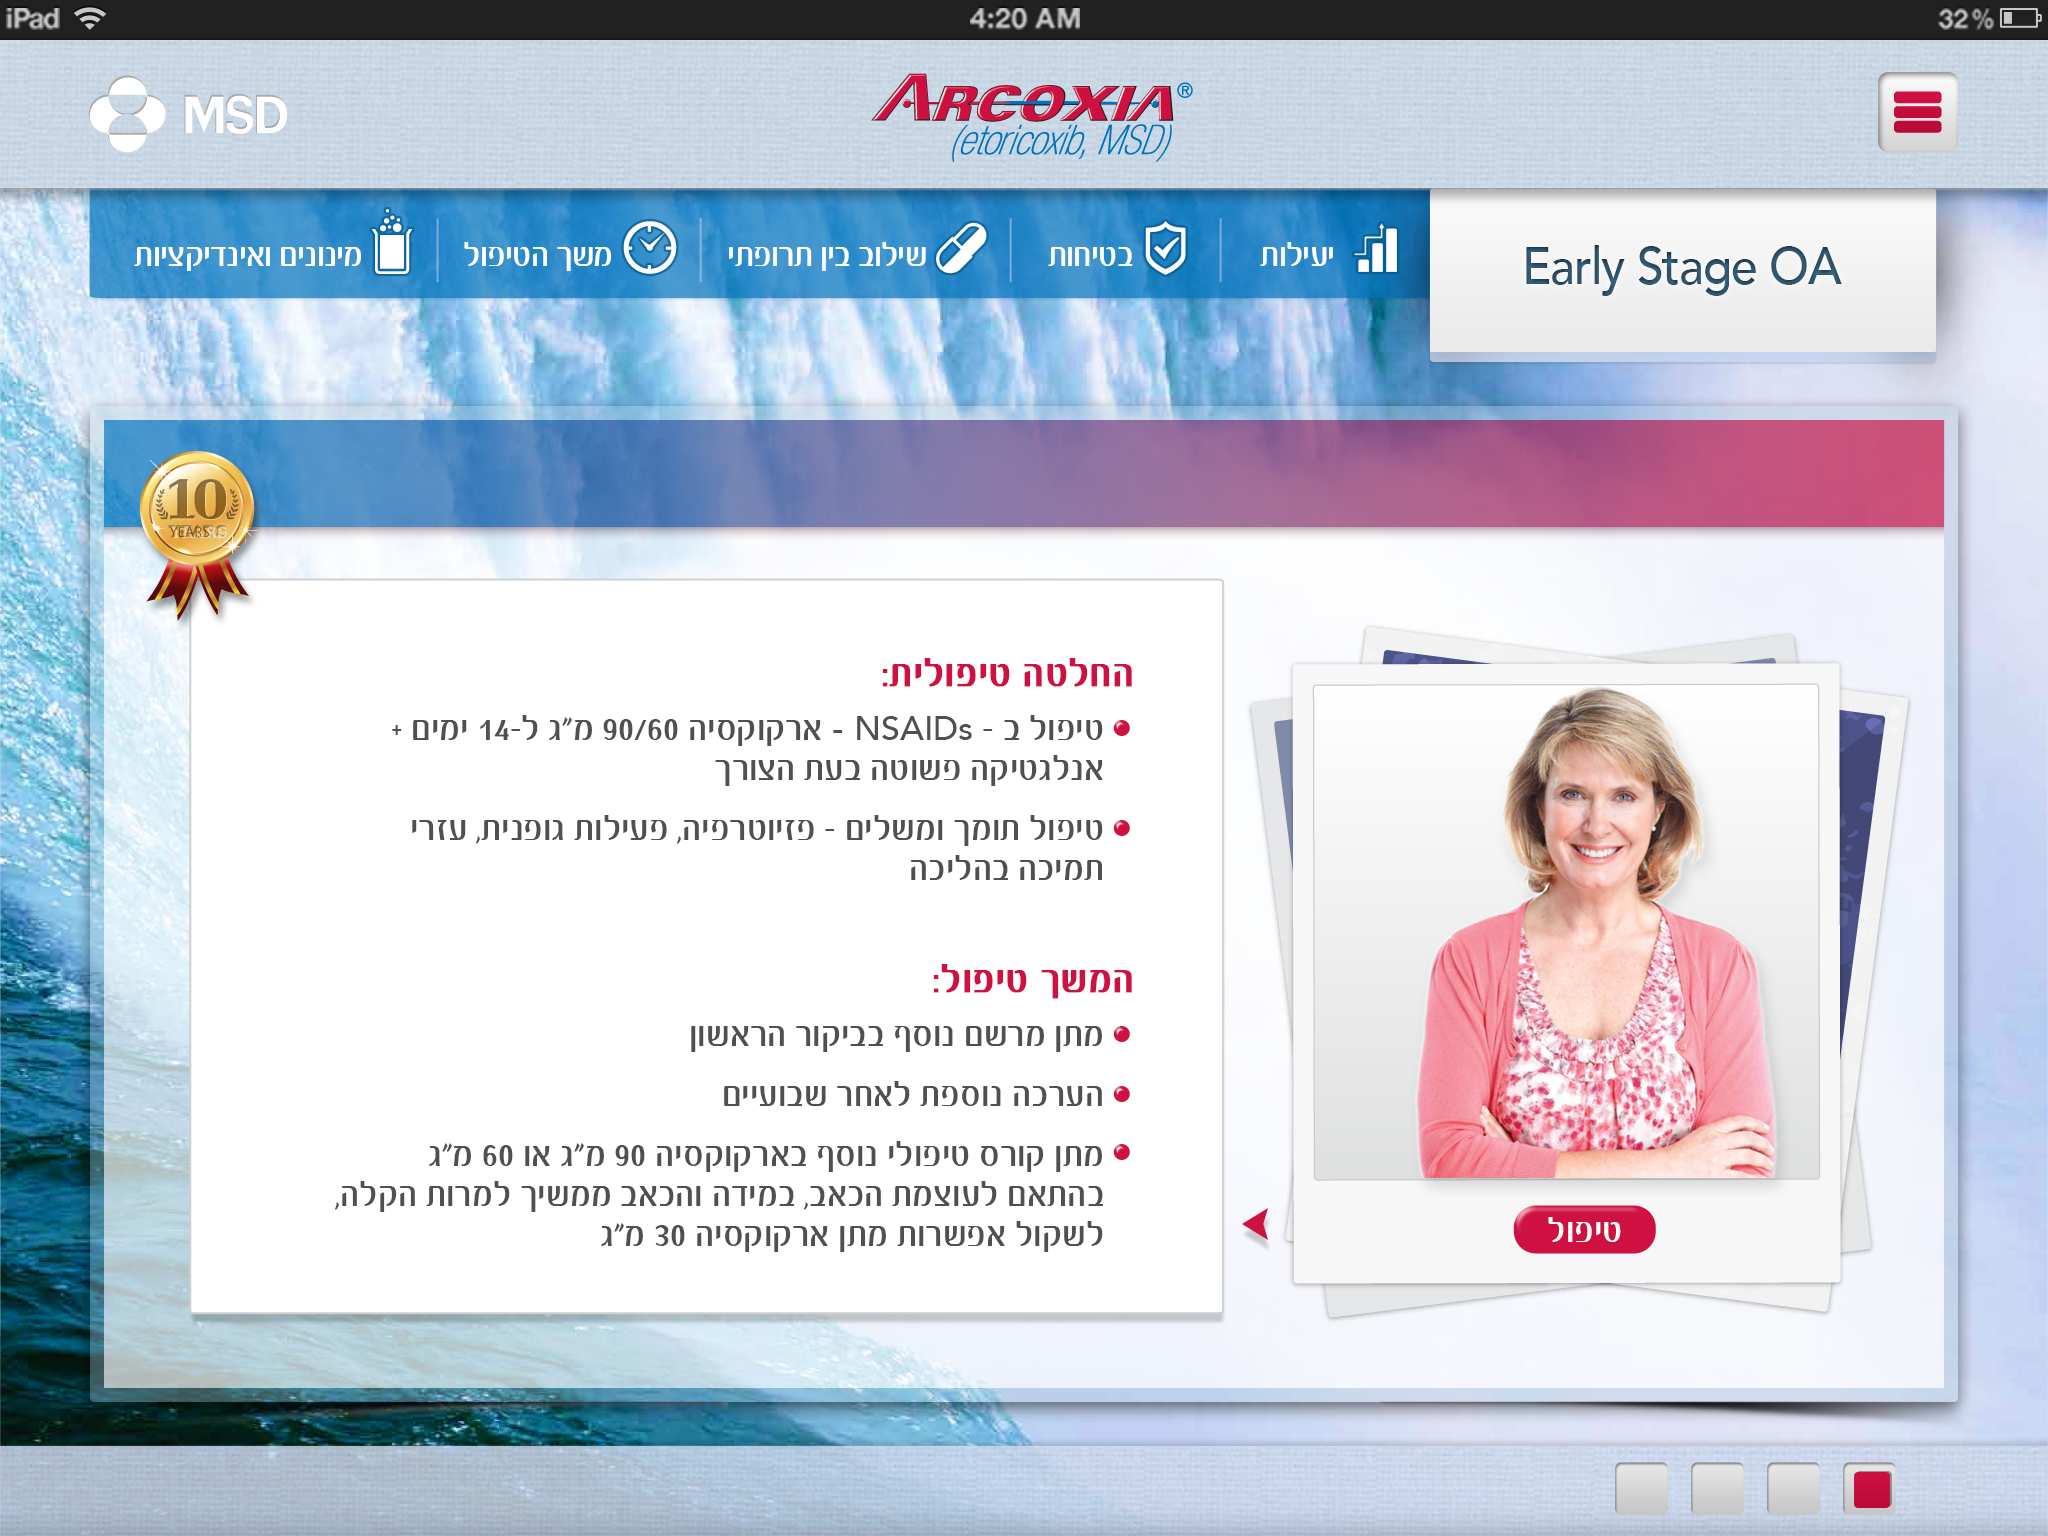 iPad
4:20 AM
32%
MSD
ARCOXIA®
(etoricoxib, MSD)
Early Stage OA
יעילות
בטיחות
שילוב בין תרופתי
משך הטיפול
מינונים ואינדיקציות
10
YEARS
החלטה טיפולית:
טיפול ב - NSAIDs - ארקוקסיה 90/60 מ"ג ל-14 ימים +
אנלגטיקה פשוטה בעת הצורך
טיפול תומך ומשלים - פזיוטרפיה, פעילות גופנית, עזרי
תמיכה בהליכה
המשך טיפול:
מתן מרשם נוסף בביקור הראשון
הערכה נוספת לאחר שבועיים
מתן קורס טיפולי נוסף בארקוקסיה 90 מ"ג או 60 מ"ג
בהתאם לעוצמת הכאב, במידה והכאב ממשיך למרות הקלה,
לשקול אפשרות מתן ארקוקסיה 30 מ"ג
טיפול